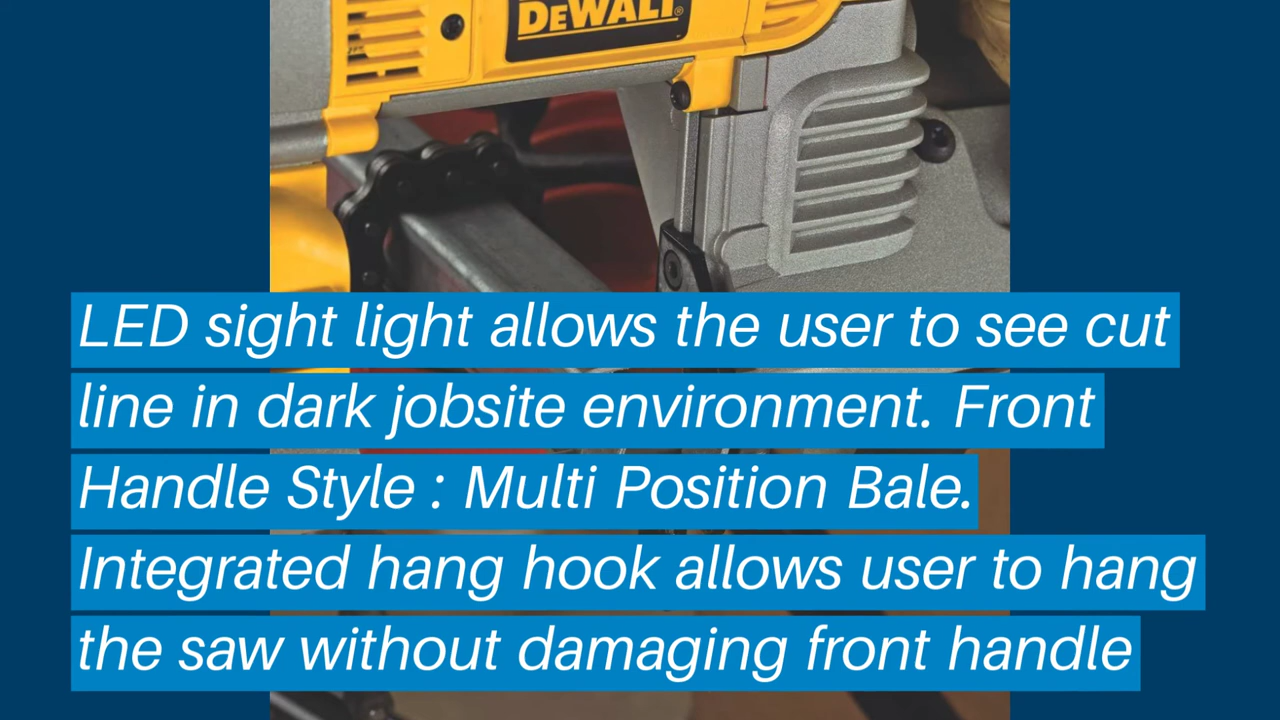 DEWALT®
LED sight light allows the user to see cut
line in dark jobsite environment. Front
Handle Style : Multi Position Bale.
Integrated hang hook allows user to hang
the saw without damaging front handle